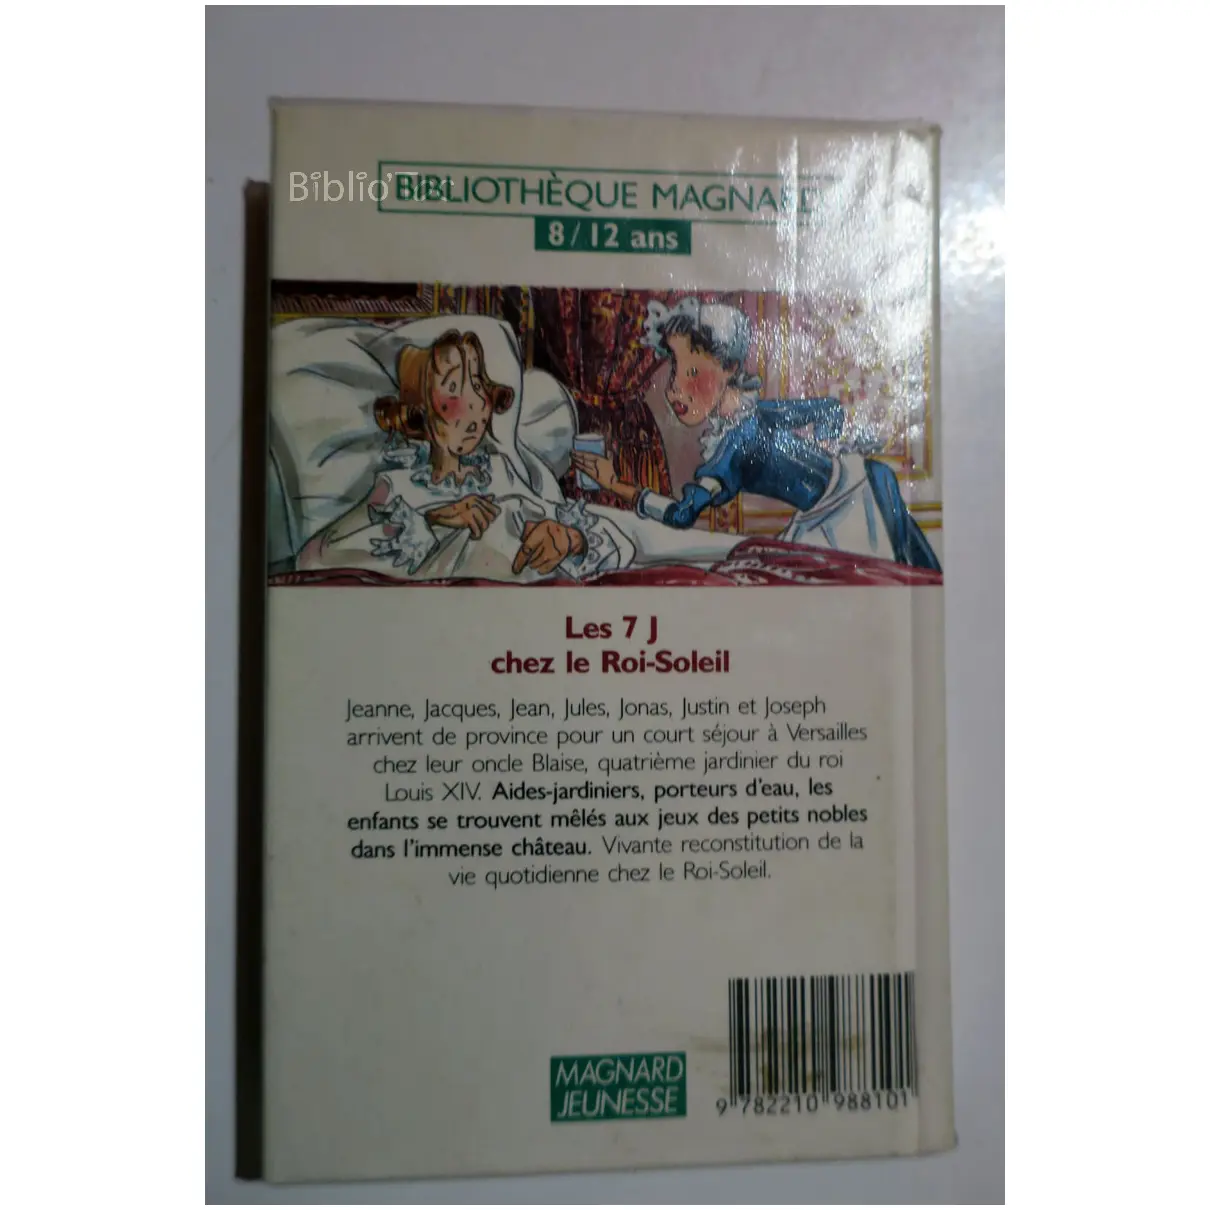 Biblio'Toc
BIBLIOTHÈQUE MAGNARD
8 / 12 ans
Les 7 J
chez le Roi-Soleil
Jeanne, Jacques, Jean, Jules, Jonas, Justin et Joseph
arrivent de province pour un court séjour à Versailles
chez leur oncle Blaise, quatrième jardinier du roi
Louis XIV. Aides-jardiniers, porteurs d'eau, les
enfants se trouvent mêlés aux jeux des petits nobles
dans l'immense château. Vivante reconstitution de la
vie quotidienne chez le Roi-Soleil.
MAGNARD
JEUNESSE
9 782210 988101